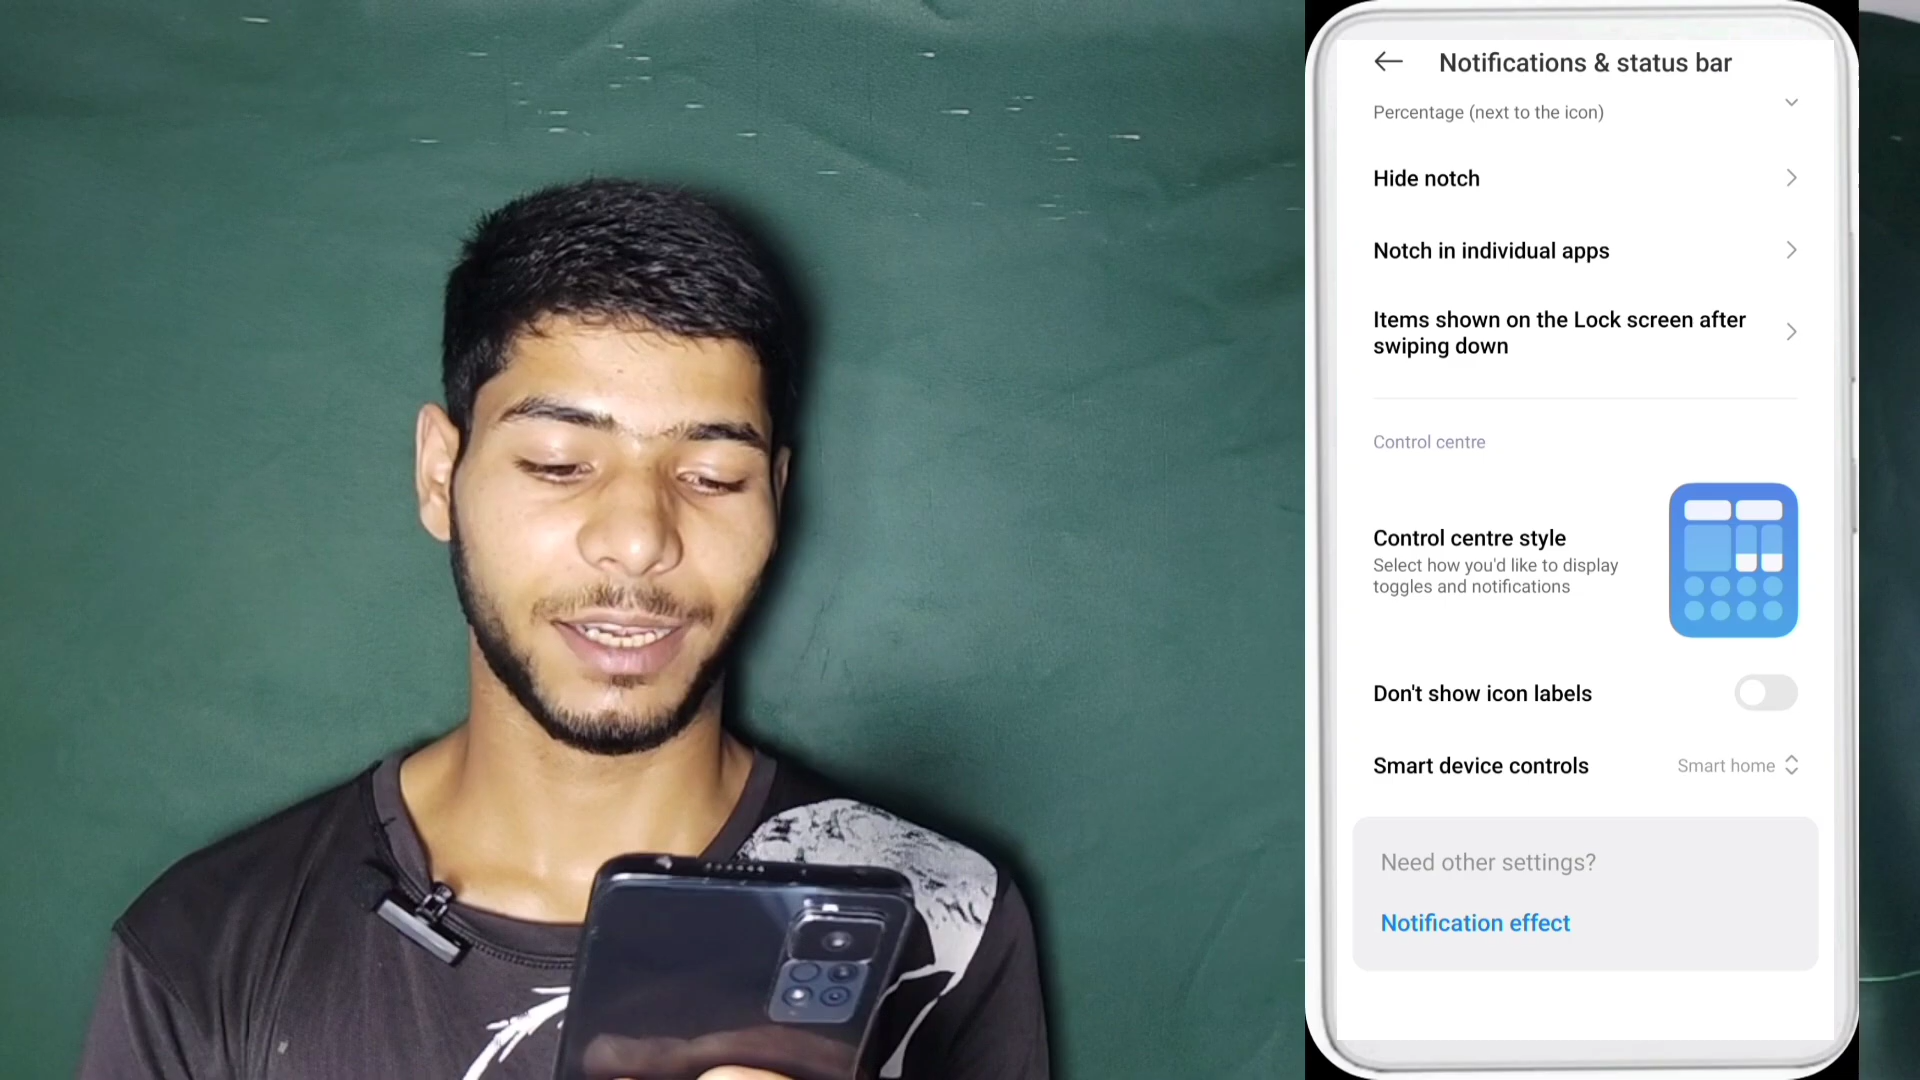 Notifications & status bar
Percentage (next to the icon)
Hide notch
Notch in individual apps
Items shown on the Lock screen after
swiping down
Control centre
Control centre style
Select how you'd like to display
toggles and notifications
Don't show icon labels
Smart device controls
Smart home
Need other settings?
Notification effect